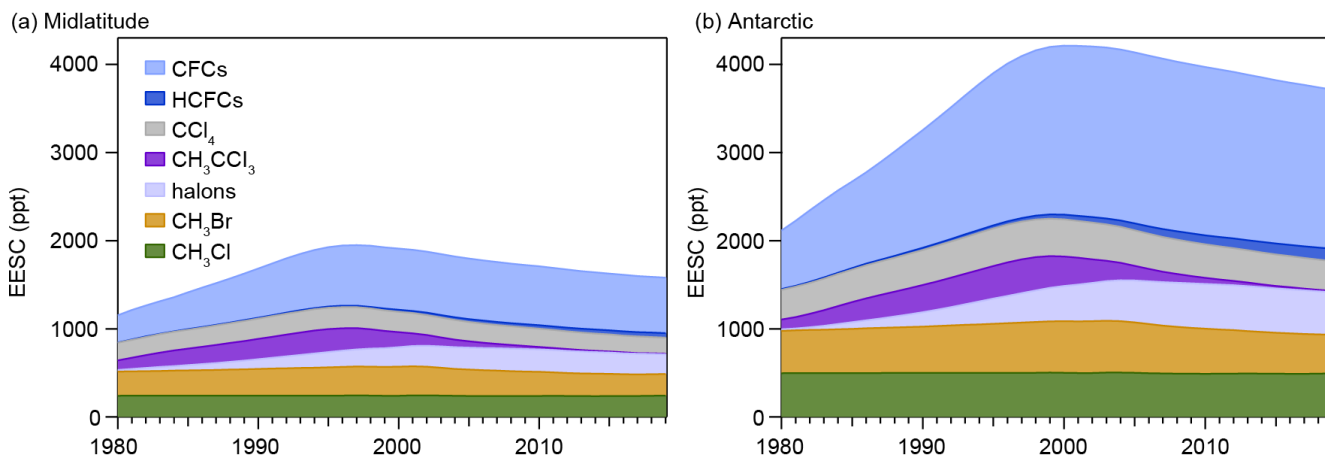 (a) Midlatitude
EESC (ppt)
4000
3000
2000
1000
0
CFCs
HCFCs
CCl₄
CH₃CCl₃
halons
CH₃Br
CH₃Cl
1980 1990 2000 2010
(b) Antarctic
EESC (ppt)
4000
3000
2000
1000
0
1980 1990 2000 2010